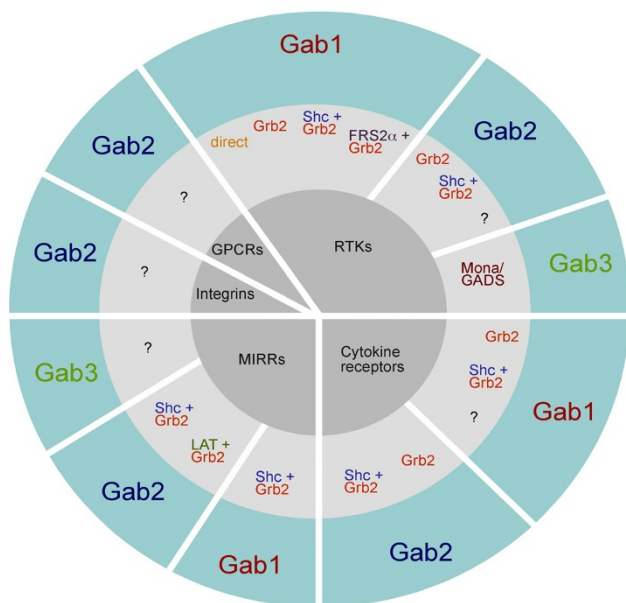 Gab1
Gab2
Gab2
Gab2
Gab3
Gab3
Gab1
Gab2
Gab2
Gab1
direct
Grb2
Shc +
Grb2
FRS2α +
Grb2
Grb2
Shc +
Grb2
?
Mona/
GADS
?
?
?
GPCRs
RTKs
Integrins
MIRRs
Cytokine
receptors
Grb2
Shc +
Grb2
?
Shc +
Grb2
LAT +
Grb2
Shc +
Grb2
Shc +
Grb2
Grb2